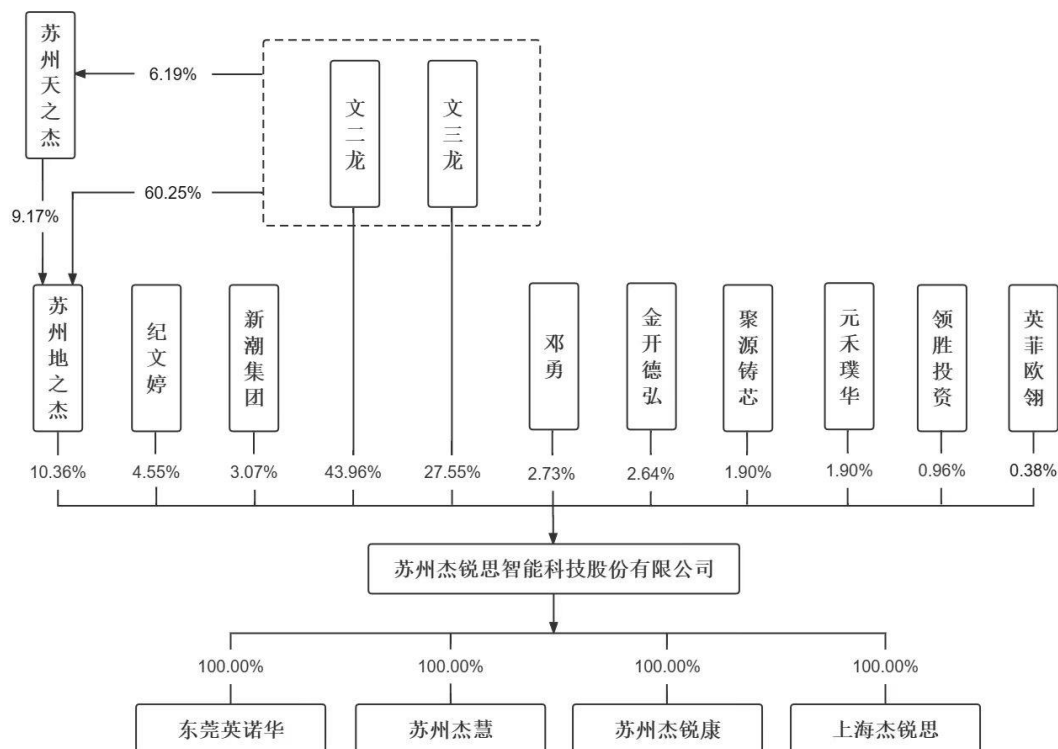 苏州天之杰
6.19%
文二龙
文三龙
60.25%
9.17%
苏州地之杰
纪文婷
新潮集团
邓勇
金开德弘
聚源铸芯
元禾璞华
领胜投资
英菲欧翎
10.36%
4.55%
3.07%
43.96%
27.55%
2.73%
2.64%
1.90%
1.90%
0.96%
0.38%
苏州杰锐思智能科技股份有限公司
100.00%
100.00%
100.00%
100.00%
东莞英诺华
苏州杰慧
苏州杰锐康
上海杰锐思